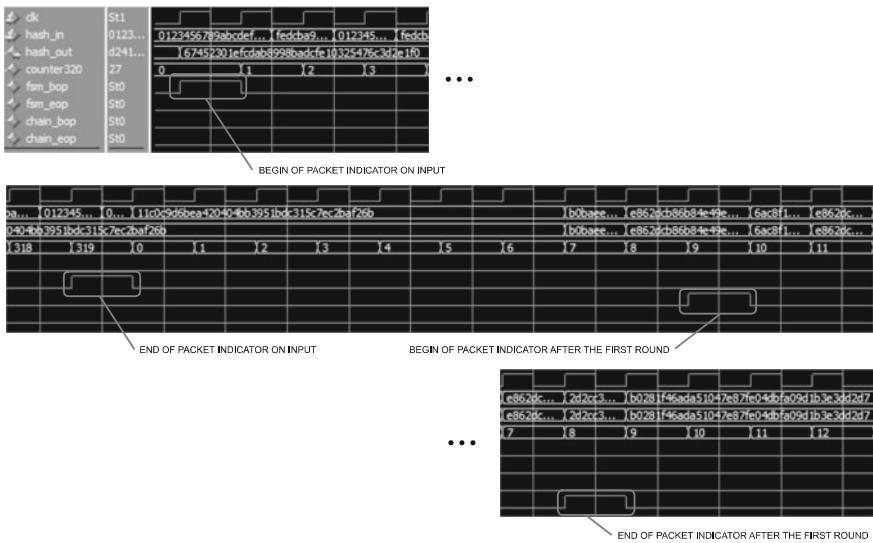 clk St1
hash_in 0123... 0123456789abcdef... fedcba9... 012345... fedcb
hash_out d241... 67452301efcdab8998badcfe10325476c3d2e1f0
counter320 27 0 1 2 3
fsm_bop St0
fsm_eop St0
chain_bop St0
chain_eop St0
...
BEGIN OF PACKET INDICATOR ON INPUT
ba... 012345... 0... 11c0c9d6bea420404bb3951bdc315c7ec2baf26b b0baee... e862dcb86b84e49e... 6ac8f1... e862dc...
0404bb3951bdc315c7ec2baf26b b0baee... e862dcb86b84e49e... 6ac8f1... e862dc...
318 319 0 1 2 3 4 5 6 7 8 9 10 11
END OF PACKET INDICATOR ON INPUT BEGIN OF PACKET INDICATOR AFTER THE FIRST ROUND
e862dc... 2d2cc3... b0281f46ada51047e87fe04dbfa09d1b3e3dd2d7
e862dc... 2d2cc3... b0281f46ada51047e87fe04dbfa09d1b3e3dd2d7
7 8 9 10 11 12
...
END OF PACKET INDICATOR AFTER THE FIRST ROUND